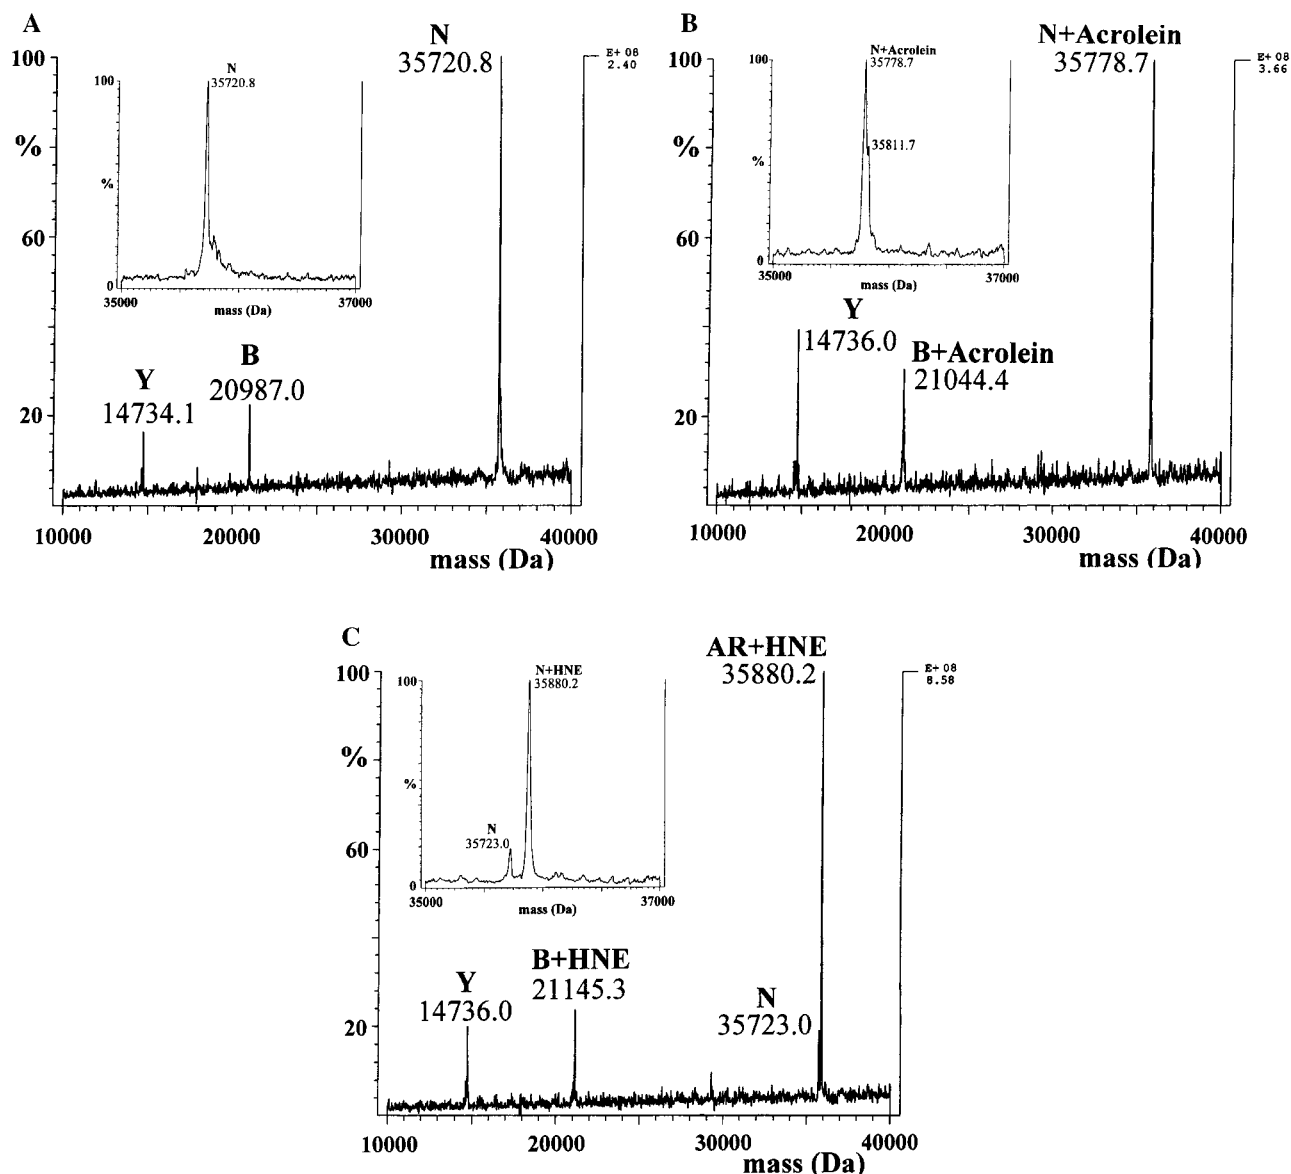 A
N
35720.8
E+ 08
2.40
100
%
60
20
N
35720.8
100
%
0
35000
37000
mass (Da)
Y
14734.1
B
20987.0
10000
20000
30000
40000
mass (Da)
B
N+Acrolein
35778.7
E+ 08
3.66
100
%
60
20
N+Acrolein
35778.7
35811.7
100
%
0
35000
37000
mass (Da)
Y
14736.0
B+Acrolein
21044.4
10000
20000
30000
40000
mass (Da)
C
AR+HNE
35880.2
E+ 08
8.58
100
%
60
20
N+HNE
35880.2
N
35723.0
100
%
0
35000
37000
mass (Da)
Y
14736.0
B+HNE
21145.3
N
35723.0
10000
20000
30000
40000
mass (Da)